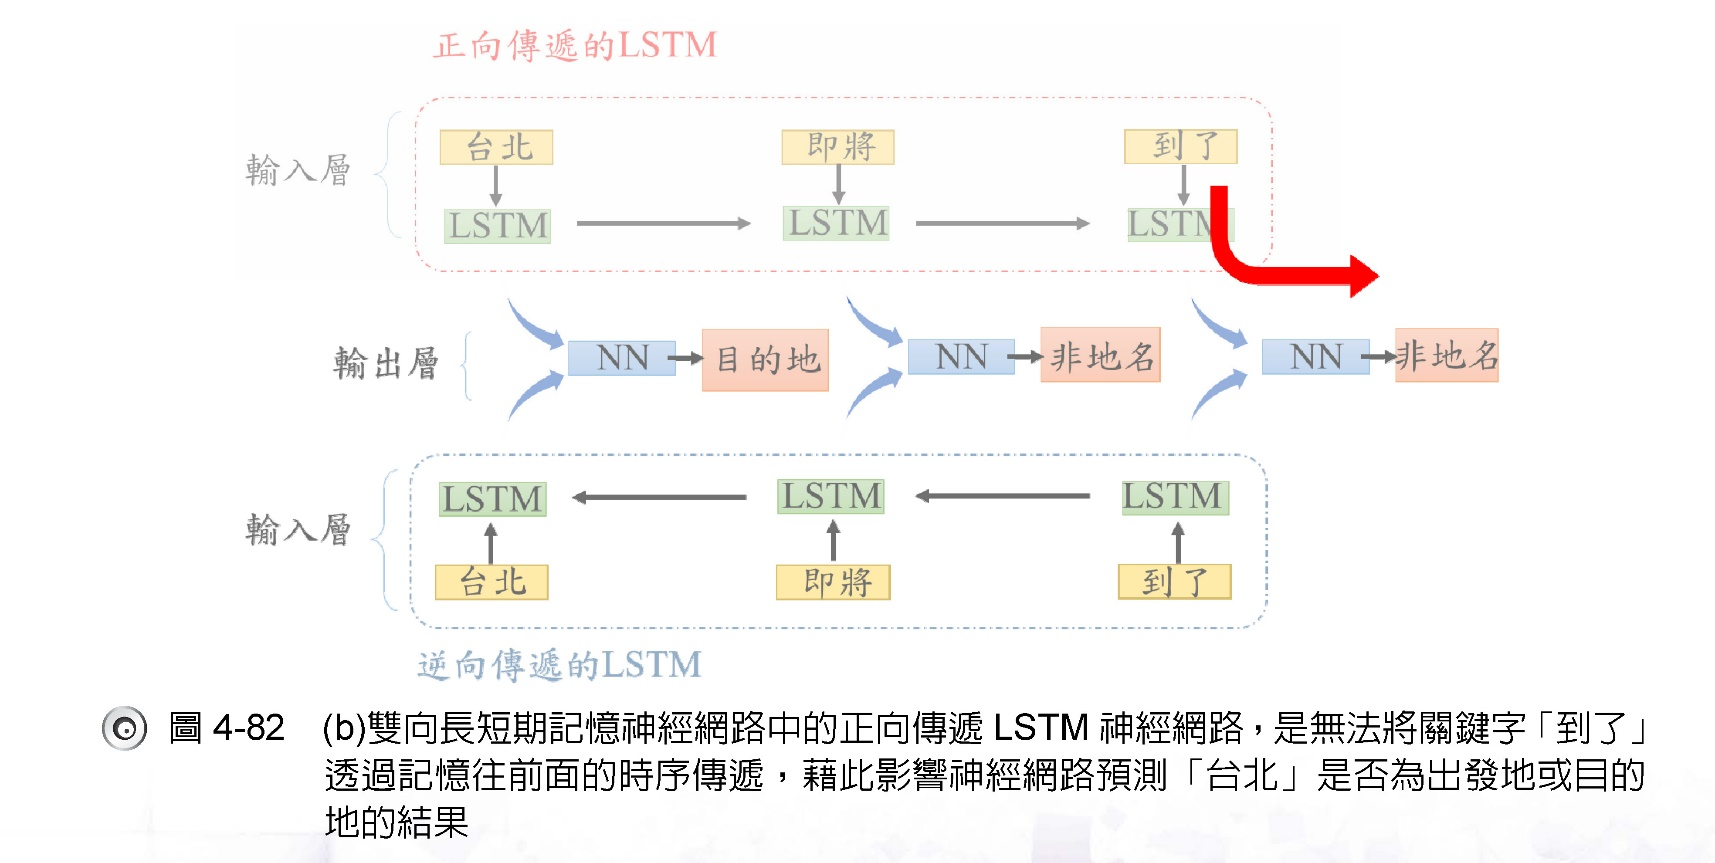 正向傳遞的LSTM
輸入層
台北 即將 到了
LSTM LSTM LSTM
輸出層
NN 目的地 NN 非地名 NN 非地名
輸入層
LSTM LSTM LSTM
台北 即將 到了
逆向傳遞的LSTM
圖 4-82 (b)雙向長短期記憶神經網路中的正向傳遞 LSTM 神經網路,是無法將關鍵字「到了」
透過記憶往前面的時序傳遞,藉此影響神經網路預測「台北」是否為出發地或目的
地的結果